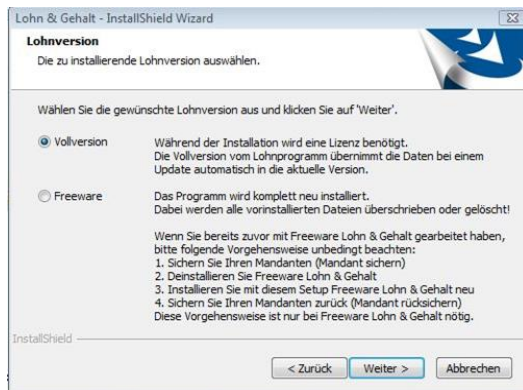 Lohn & Gehalt - InstallShield Wizard
Lohnversion
Die zu installierende Lohnversion auswählen.
Wählen Sie die gewünschte Lohnversion aus und klicken Sie auf 'Weiter'.
Vollversion
Während der Installation wird eine Lizenz benötigt.
Die Vollversion vom Lohnprogramm übernimmt die Daten bei einem
Update automatisch in die aktuelle Version.
Freeware
Das Programm wird komplett neu installiert.
Dabei werden alle vorinstallierten Dateien überschrieben oder gelöscht!
Wenn Sie bereits zuvor mit Freeware Lohn & Gehalt gearbeitet haben,
bitte folgende Vorgehensweise unbedingt beachten:
1. Sichern Sie Ihren Mandanten (Mandant sichern)
2. Deinstallieren Sie Freeware Lohn & Gehalt
3. Installieren Sie mit diesem Setup Freeware Lohn & Gehalt neu
4. Sichern Sie Ihren Mandanten zurück (Mandant rücksichern)
Diese Vorgehensweise ist nur bei Freeware Lohn & Gehalt nötig.
InstallShield
< Zurück
Weiter >
Abbrechen